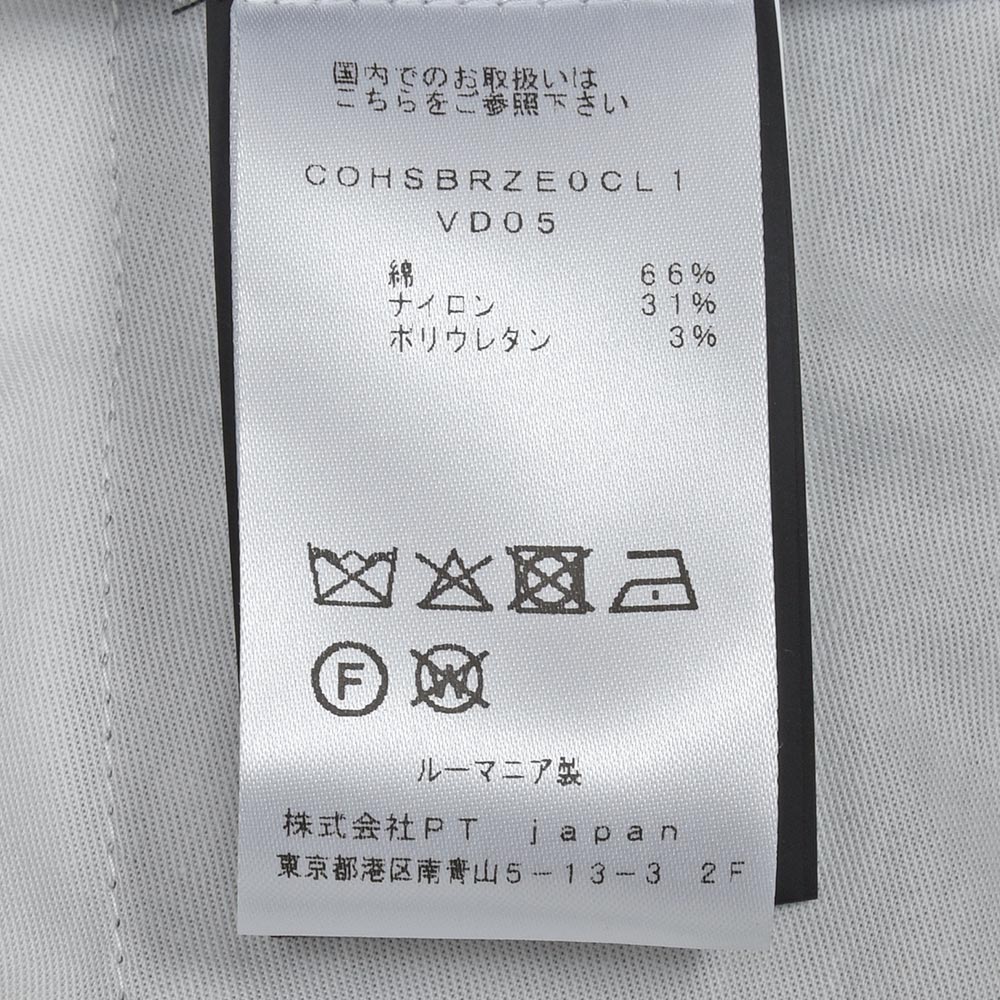 国内でのお取扱いは
こちらをご参照下さい
COHSBRZE0CL1
VD05
綿 66%
ナイロン 31%
ポリウレタン 3%
F W
ルーマニア製
株式会社PT japan
東京都港区南青山5-13-3 2F